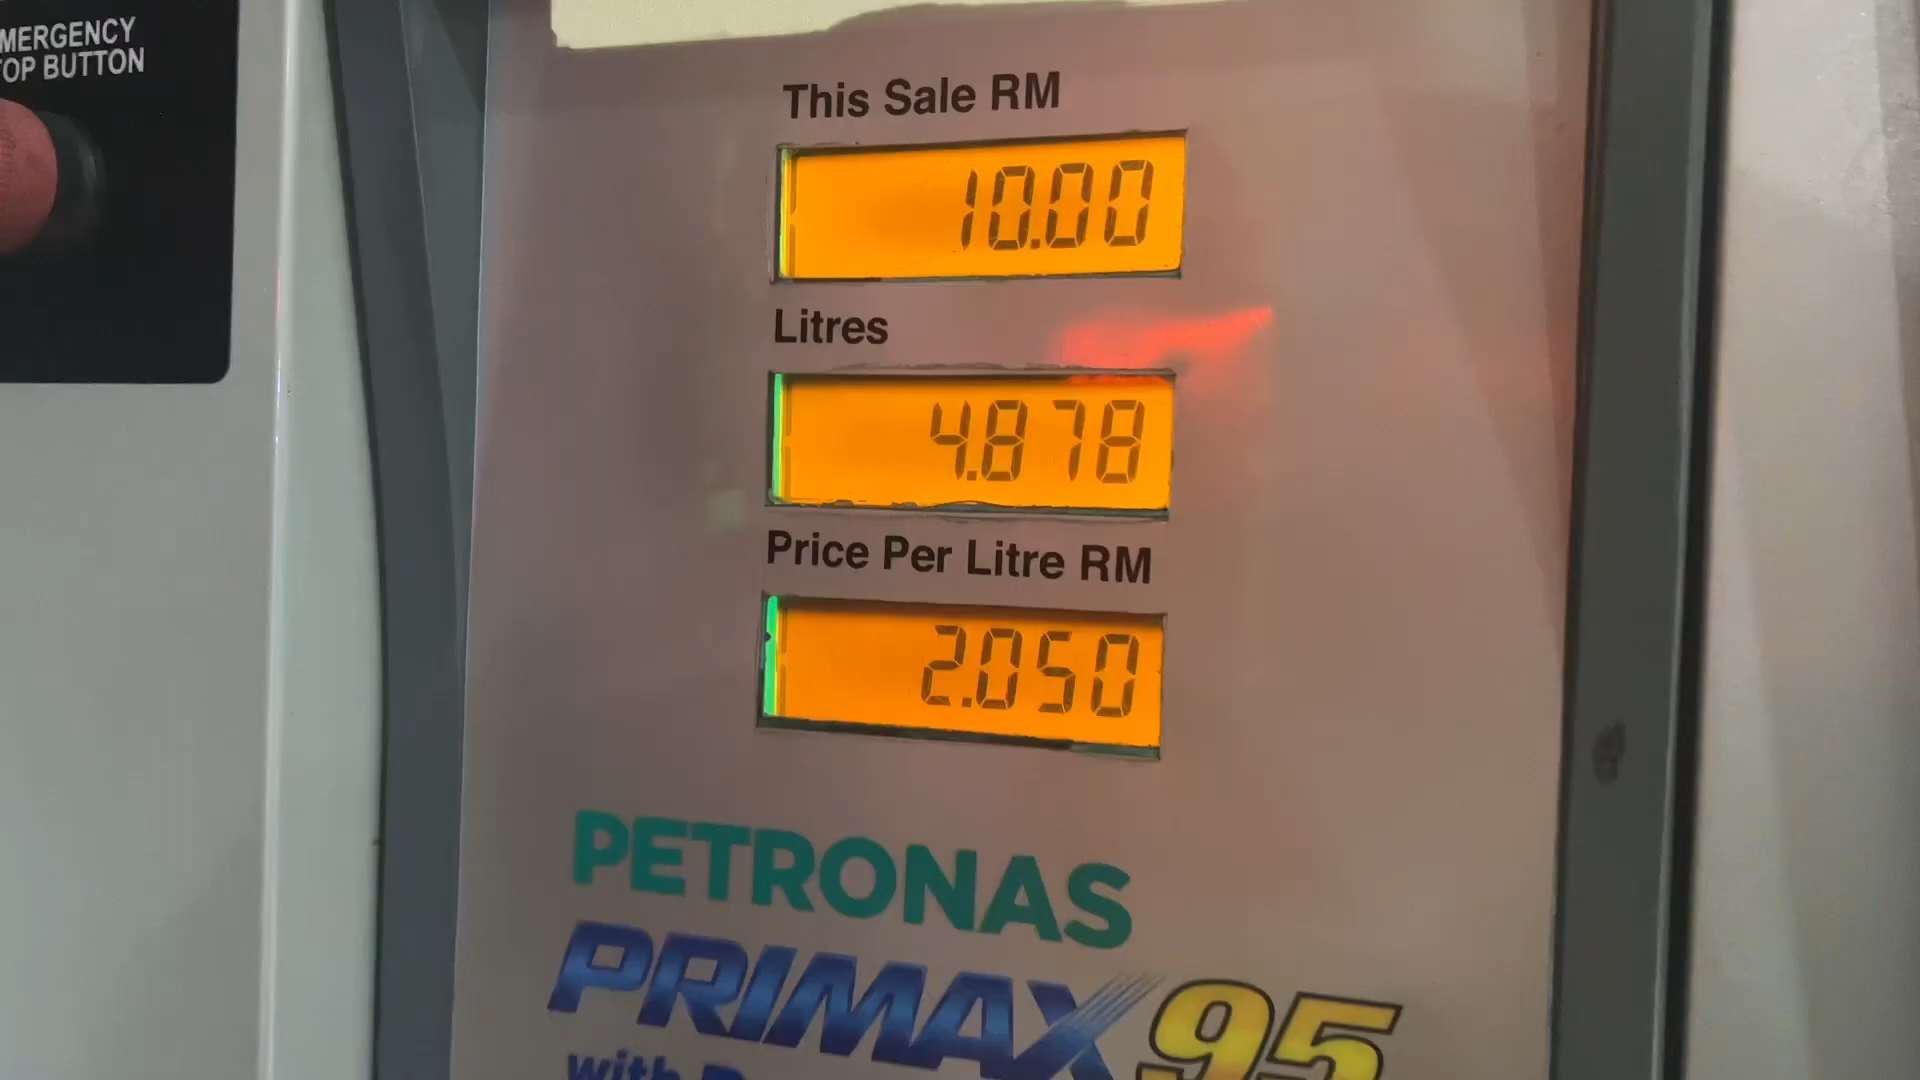 MERGENCY
TOP BUTTON
This Sale RM
10.00
Litres
4.878
Price Per Litre RM
2.050
PETRONAS
PRIMAX 95
with